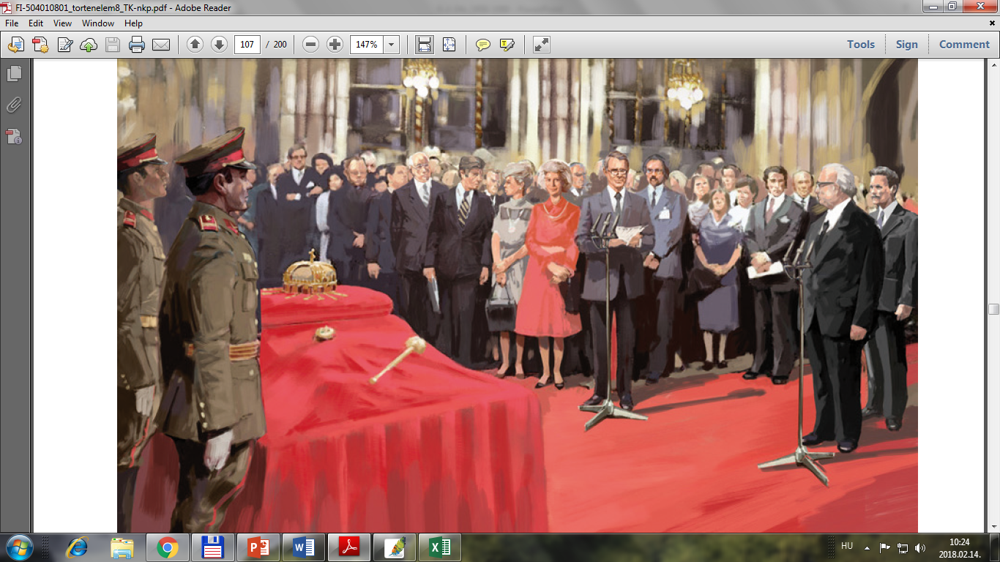 FI-504010801_tortenelem8_TK-nkp.pdf - Adobe Reader
File Edit View Window Help
107 / 200 147% Tools Sign Comment
HU 10:24
2018.02.14.